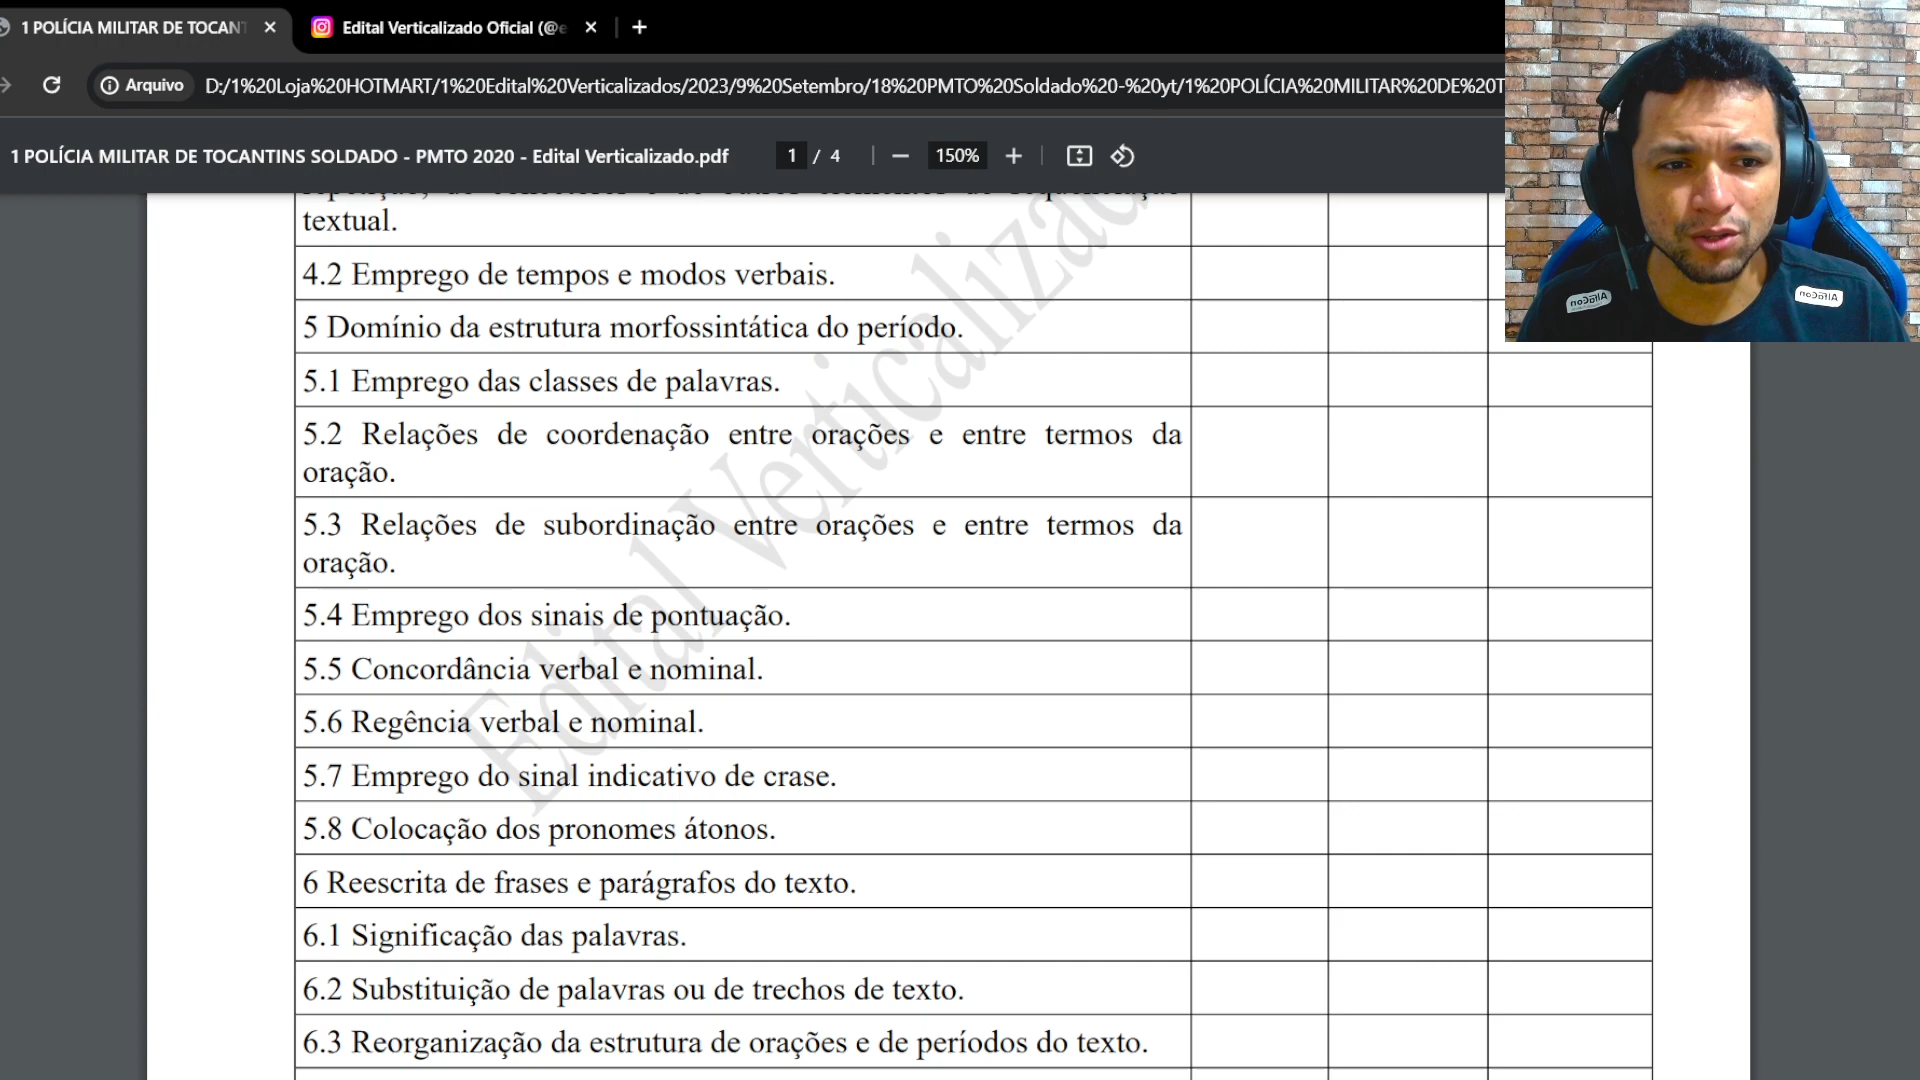 1 POLÍCIA MILITAR DE TOCAN
Edital Verticalizado Oficial (@e
Arquivo
D:/1%20Loja%20HOTMART/1%20Edital%20Verticalizados/2023/9%20Setembro/18%20PMTO%20Soldado%20-%20yt/1%20POLÍCIA%20MILITAR%20DE%20T
1 POLÍCIA MILITAR DE TOCANTINS SOLDADO - PMTO 2020 - Edital Verticalizado.pdf
1 / 4
150%
textual.
4.2 Emprego de tempos e modos verbais.
5 Domínio da estrutura morfossintática do período.
5.1 Emprego das classes de palavras.
5.2 Relações de coordenação entre orações e entre termos da
oração.
5.3 Relações de subordinação entre orações e entre termos da
oração.
5.4 Emprego dos sinais de pontuação.
5.5 Concordância verbal e nominal.
5.6 Regência verbal e nominal.
5.7 Emprego do sinal indicativo de crase.
5.8 Colocação dos pronomes átonos.
6 Reescrita de frases e parágrafos do texto.
6.1 Significação das palavras.
6.2 Substituição de palavras ou de trechos de texto.
6.3 Reorganização da estrutura de orações e de períodos do texto.
Edital Verticalizad
AlfaCon
AlfaCon